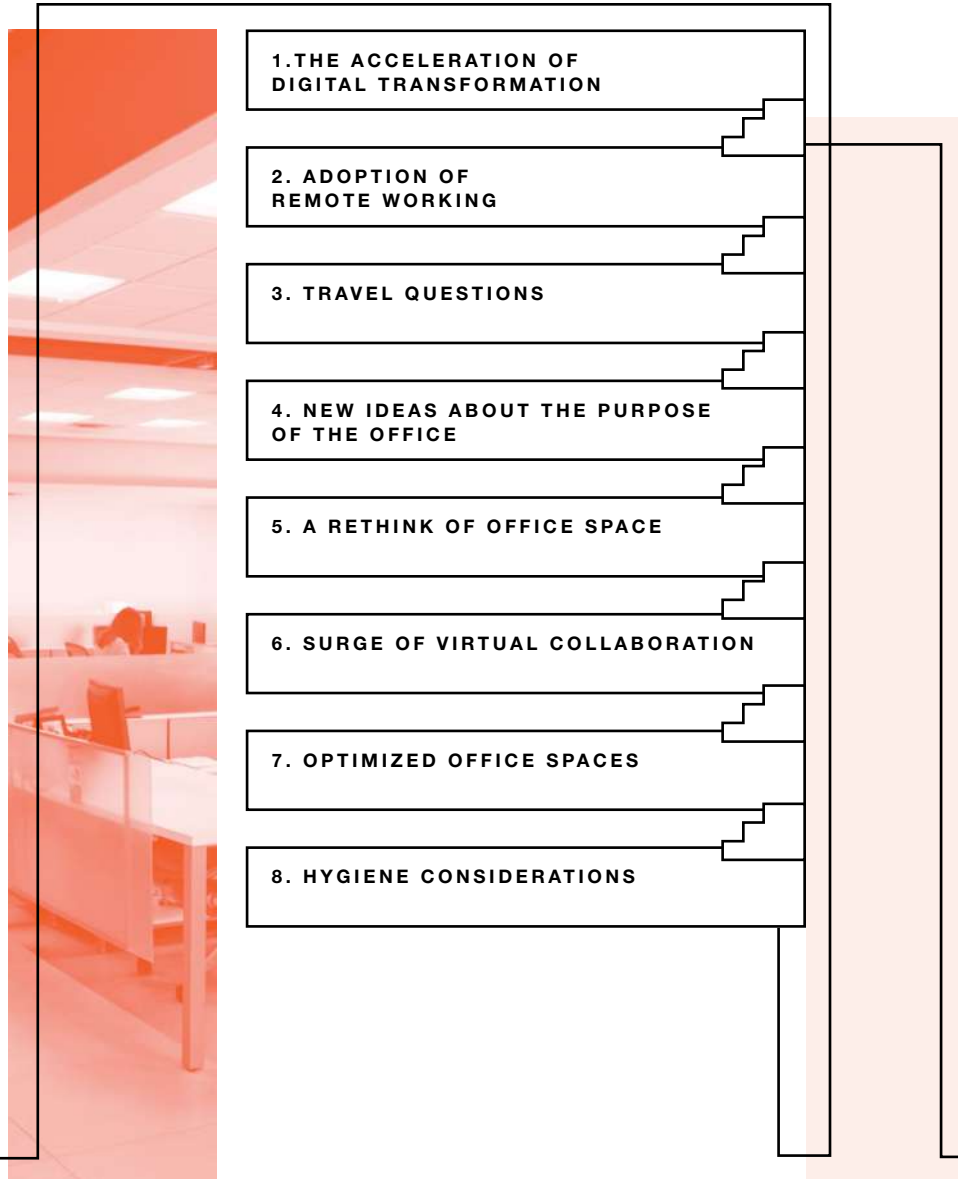 1.THE ACCELERATION OF
DIGITAL TRANSFORMATION
2. ADOPTION OF
REMOTE WORKING
3. TRAVEL QUESTIONS
4. NEW IDEAS ABOUT THE PURPOSE
OF THE OFFICE
5. A RETHINK OF OFFICE SPACE
6. SURGE OF VIRTUAL COLLABORATION
7. OPTIMIZED OFFICE SPACES
8. HYGIENE CONSIDERATIONS